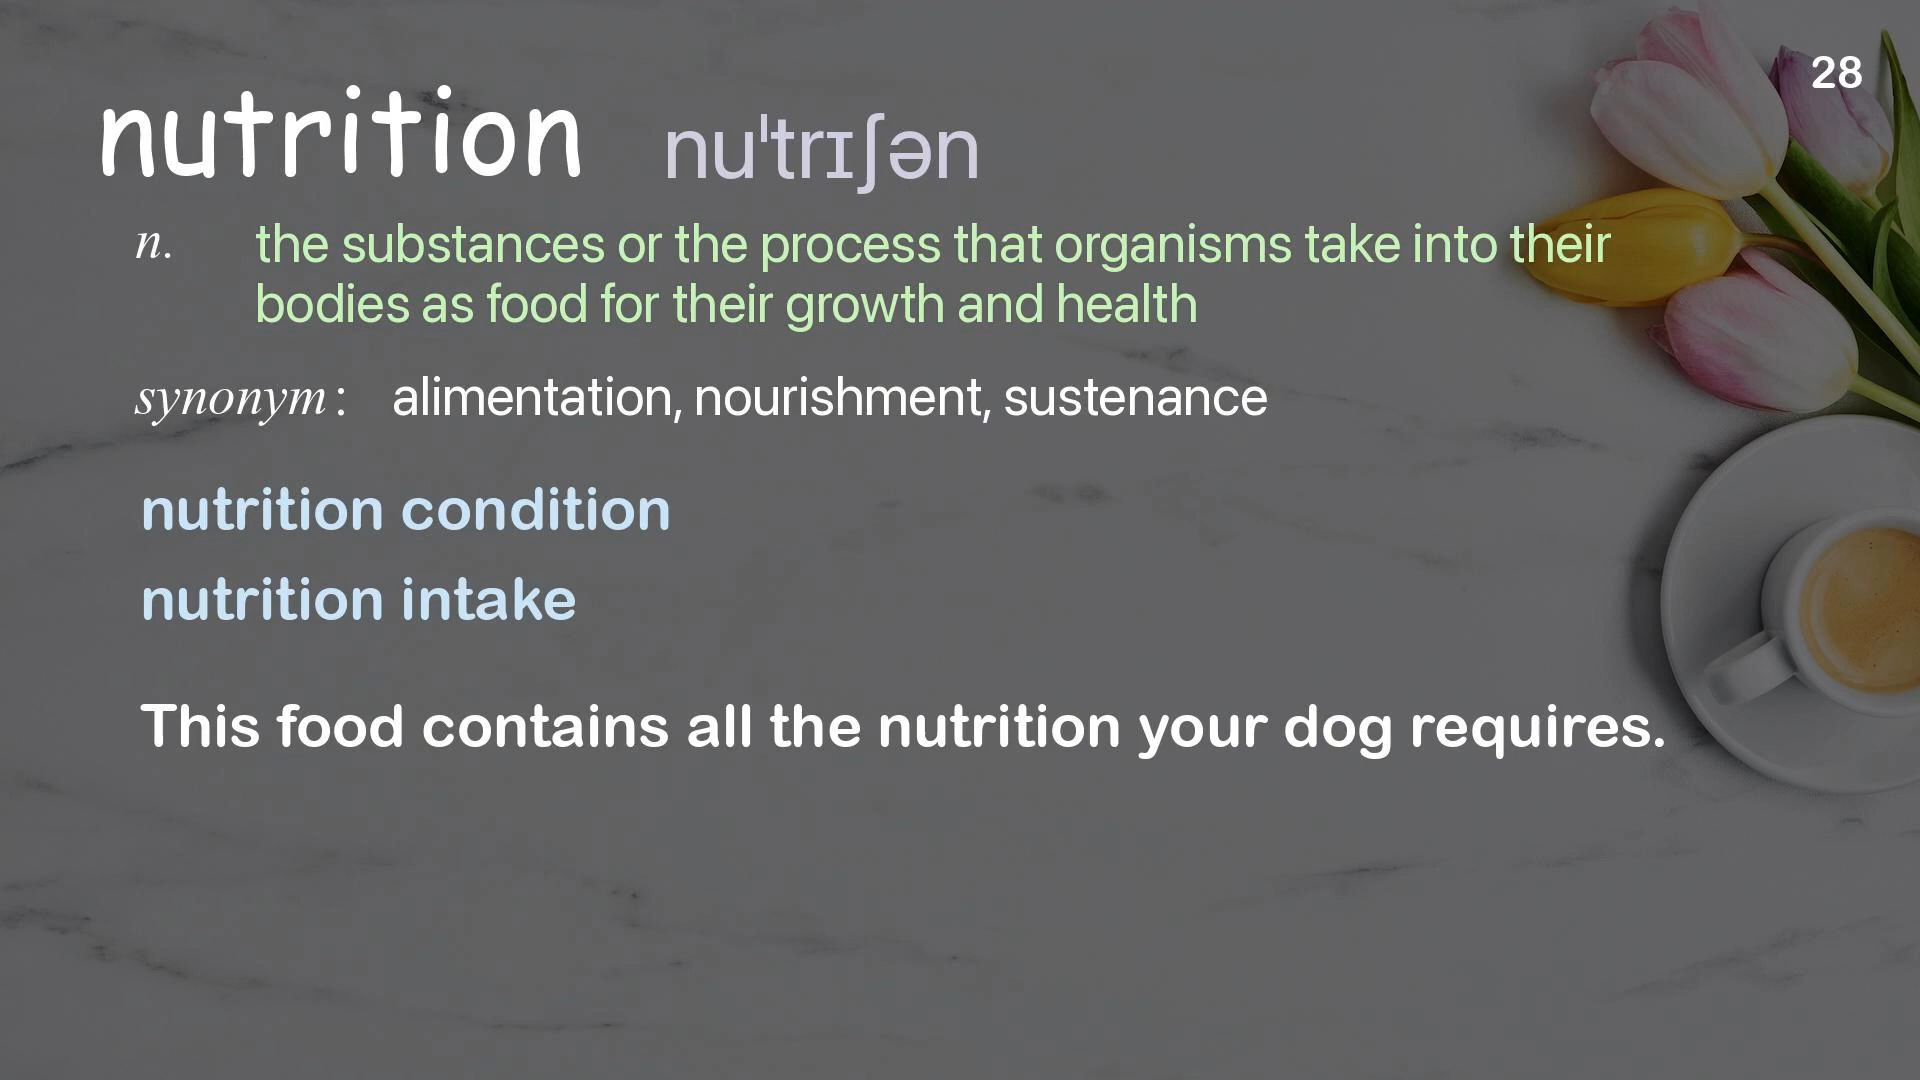 28
nutrition nuˈtrɪʃən
n. the substances or the process that organisms take into their
bodies as food for their growth and health
synonym: alimentation, nourishment, sustenance
nutrition condition
nutrition intake
This food contains all the nutrition your dog requires.